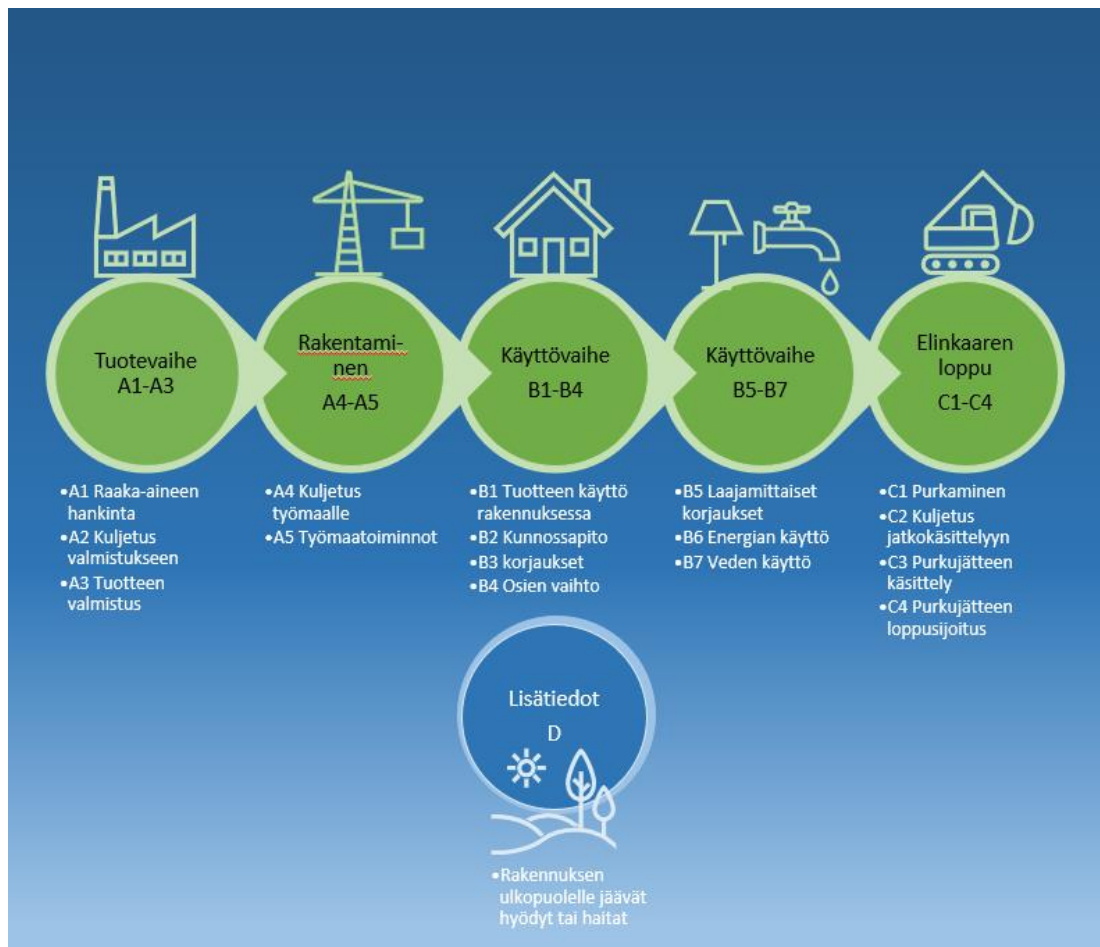 Tuotevaihe
A1-A3
Rakentami-
nen
A4-A5
Käyttövaihe
B1-B4
Käyttövaihe
B5-B7
Elinkaaren
loppu
C1-C4
•A1 Raaka-aineen
hankinta
•A2 Kuljetus
valmistukseen
•A3 Tuotteen
valmistus
•A4 Kuljetus
työmaalle
•A5 Työmaatoiminnot
•B1 Tuotteen käyttö
rakennuksessa
•B2 Kunnossapito
•B3 korjaukset
•B4 Osien vaihto
•B5 Laajamittaiset
korjaukset
•B6 Energian käyttö
•B7 Veden käyttö
•C1 Purkaminen
•C2 Kuljetus
jatkokäsittelyyn
•C3 Purkujätteen
käsittely
•C4 Purkujätteen
loppusijoitus
Lisätiedot
D
•Rakennuksen
ulkopuolelle jäävät
hyödyt tai haitat